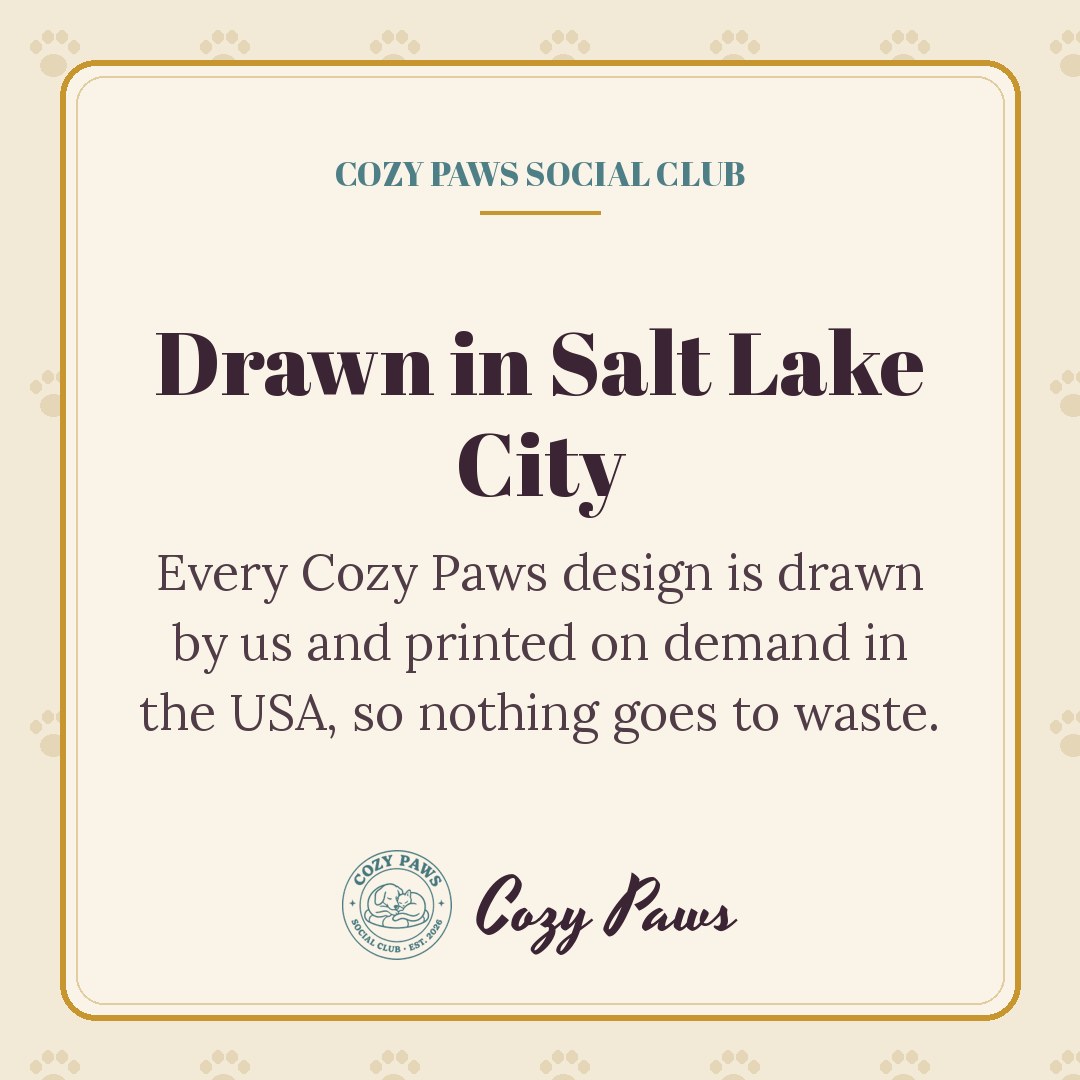 COZY PAWS SOCIAL CLUB
Drawn in Salt Lake
City
Every Cozy Paws design is drawn
by us and printed on demand in
the USA, so nothing goes to waste.
COZY PAWS
SOCIAL CLUB · EST. 2026
Cozy Paws